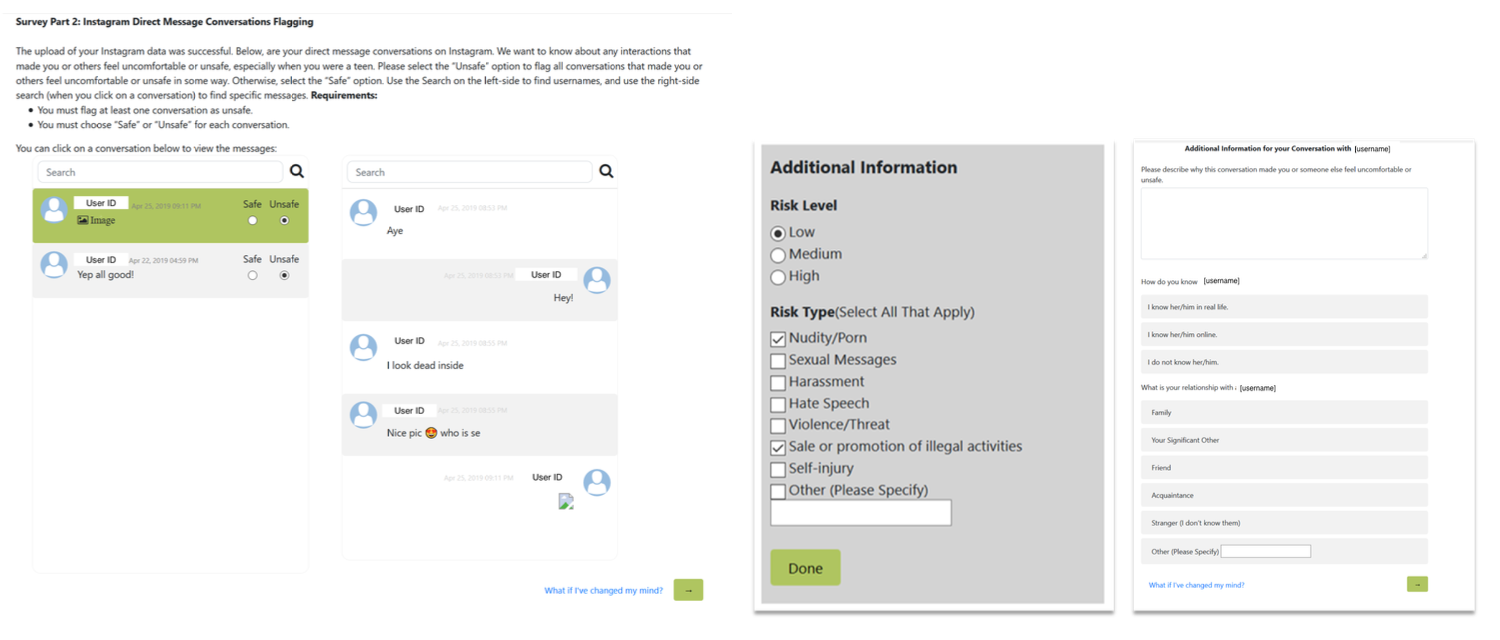 Survey Part 2: Instagram Direct Message Conversations Flagging
The upload of your Instagram data was successful. Below, are your direct message conversations on Instagram. We want to know about any interactions that
made you or others feel uncomfortable or unsafe, especially when you were a teen. Please select the "Unsafe" option to flag all conversations that made you or
others feel uncomfortable or unsafe in some way. Otherwise, select the "Safe" option. Use the Search on the left-side to find usernames, and use the right-side
search (when you click on a conversation) to find specific messages. Requirements:
• You must flag at least one conversation as unsafe.
• You must choose "Safe" or "Unsafe" for each conversation.
You can click on a conversation below to view the messages:
Search
User ID Apr 25, 2019 09:11 PM Safe Unsafe
Image
User ID Apr 22, 2019 04:59 PM Safe Unsafe
Yep all good!
Search
User ID Apr 25, 2019 08:53 PM
Aye
Apr 25, 2019 08:53 PM User ID
Hey!
User ID Apr 25, 2019 08:55 PM
I look dead inside
User ID Apr 25, 2019 08:55 PM
Nice pic 😍 who is se
Apr 25, 2019 09:11 PM User ID
What if I've changed my mind? →
Additional Information
Risk Level
Low
Medium
High
Risk Type(Select All That Apply)
Nudity/Porn
Sexual Messages
Harassment
Hate Speech
Violence/Threat
Sale or promotion of illegal activities
Self-injury
Other (Please Specify)
Done
Additional Information for your Conversation with [username]
Please describe why this conversation made you or someone else feel uncomfortable or
unsafe.
How do you know [username]
I know her/him in real life.
I know her/him online.
I do not know her/him.
What is your relationship with [username]
Family
Your Significant Other
Friend
Acquaintance
Stranger (I don't know them)
Other (Please Specify)
What if I've changed my mind? →